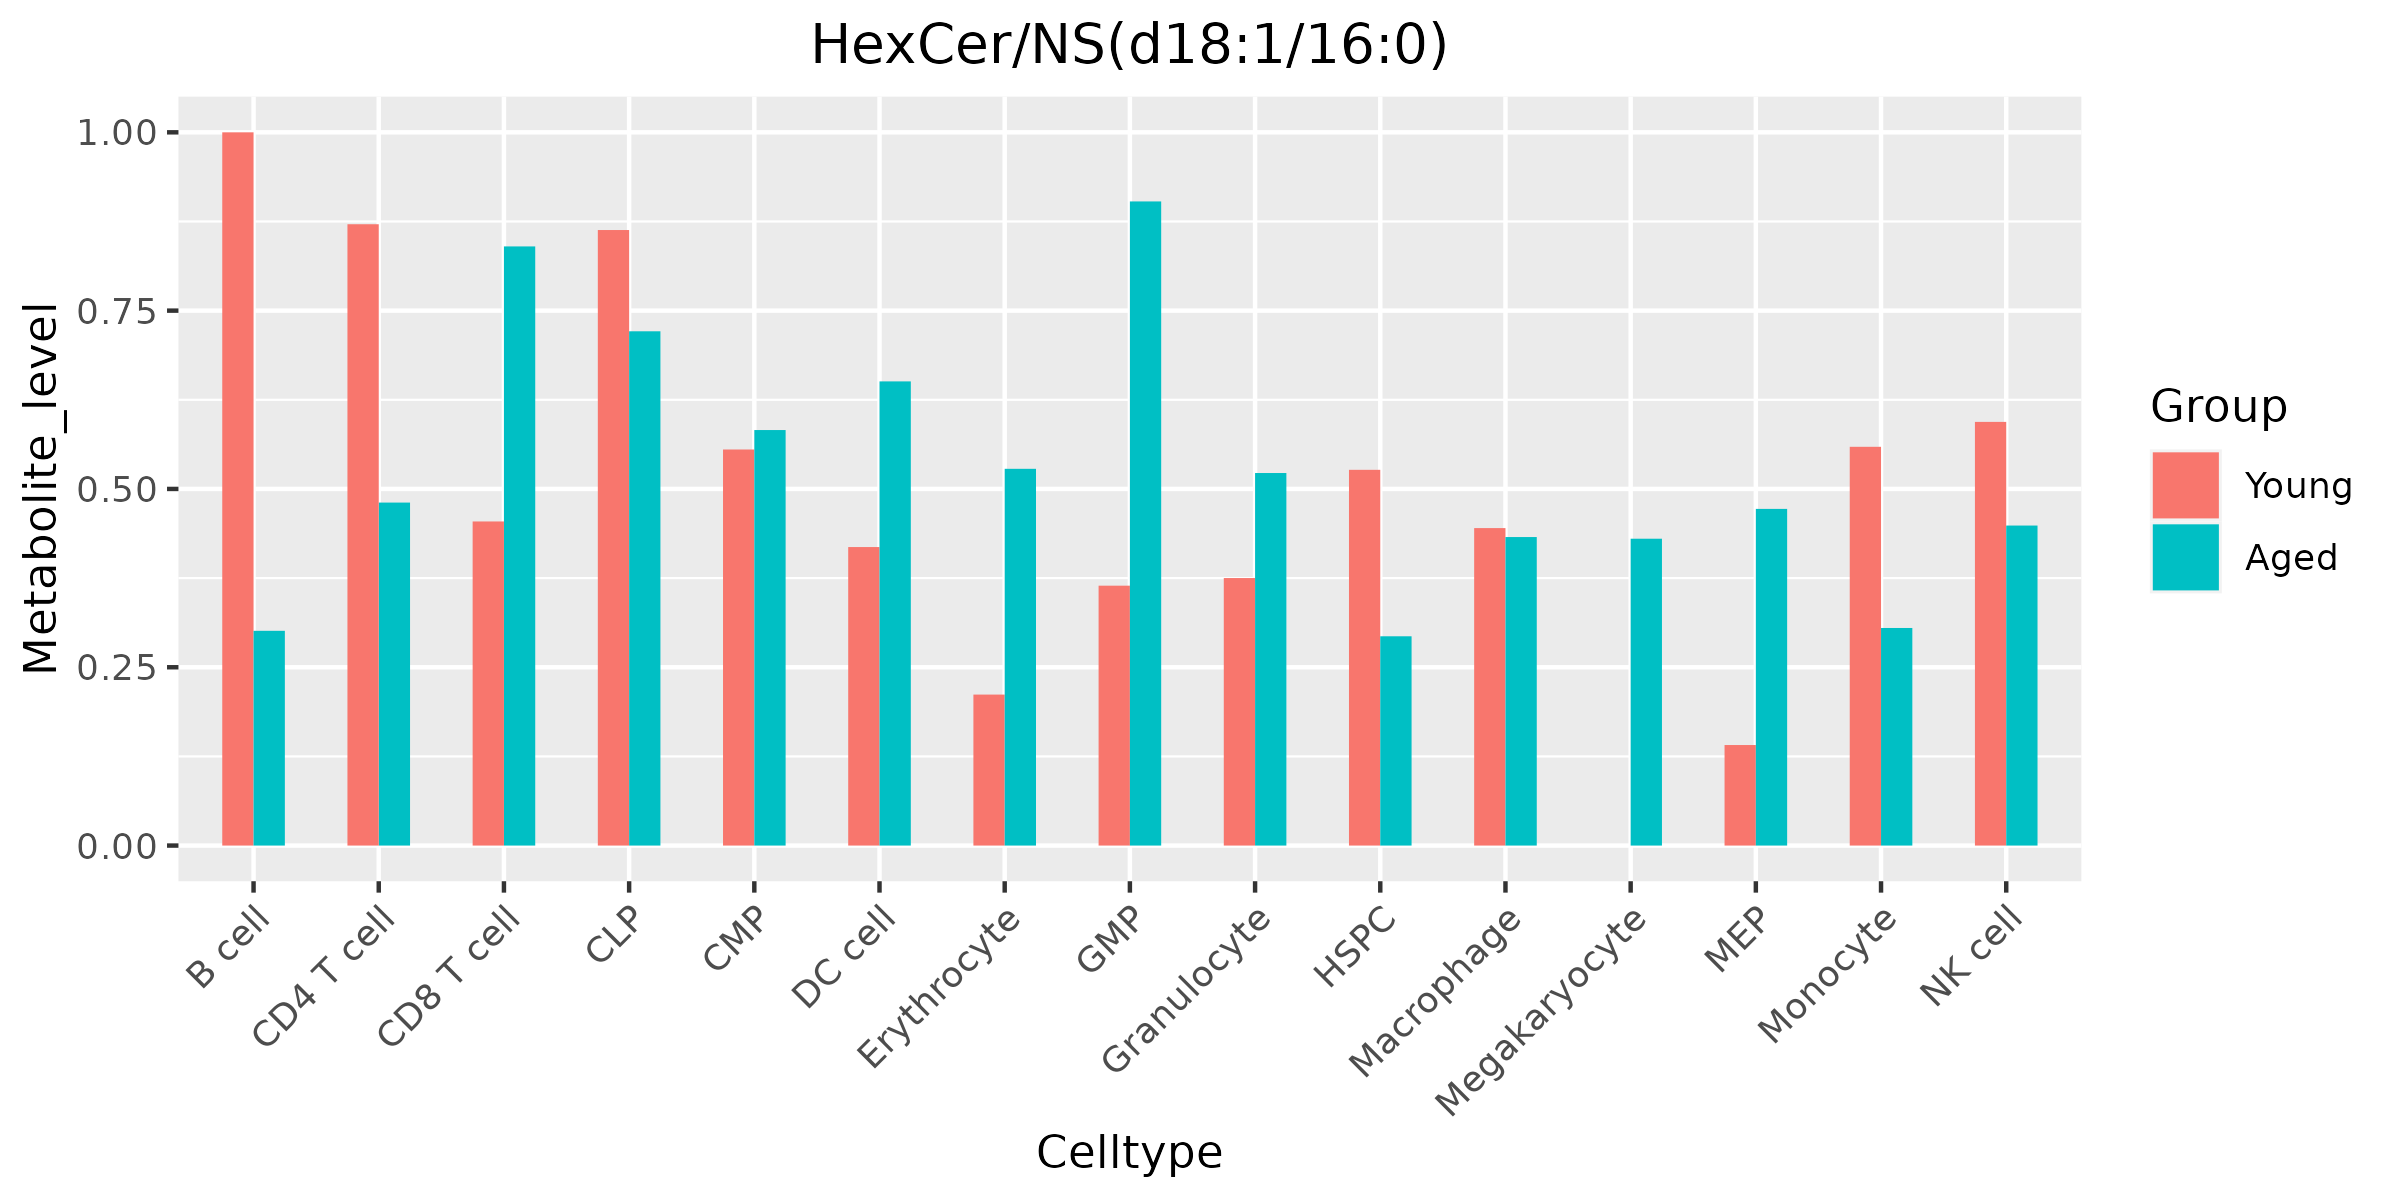 HexCer/NS(d18:1/16:0)
Metabolite_level
1.00
0.75
0.50
0.25
0.00
B cell
CD4 T cell
CD8 T cell
CLP
CMP
DC cell
Erythrocyte
GMP
Granulocyte
HSPC
Macrophage
Megakaryocyte
MEP
Monocyte
NK cell
Celltype
Group
Young
Aged